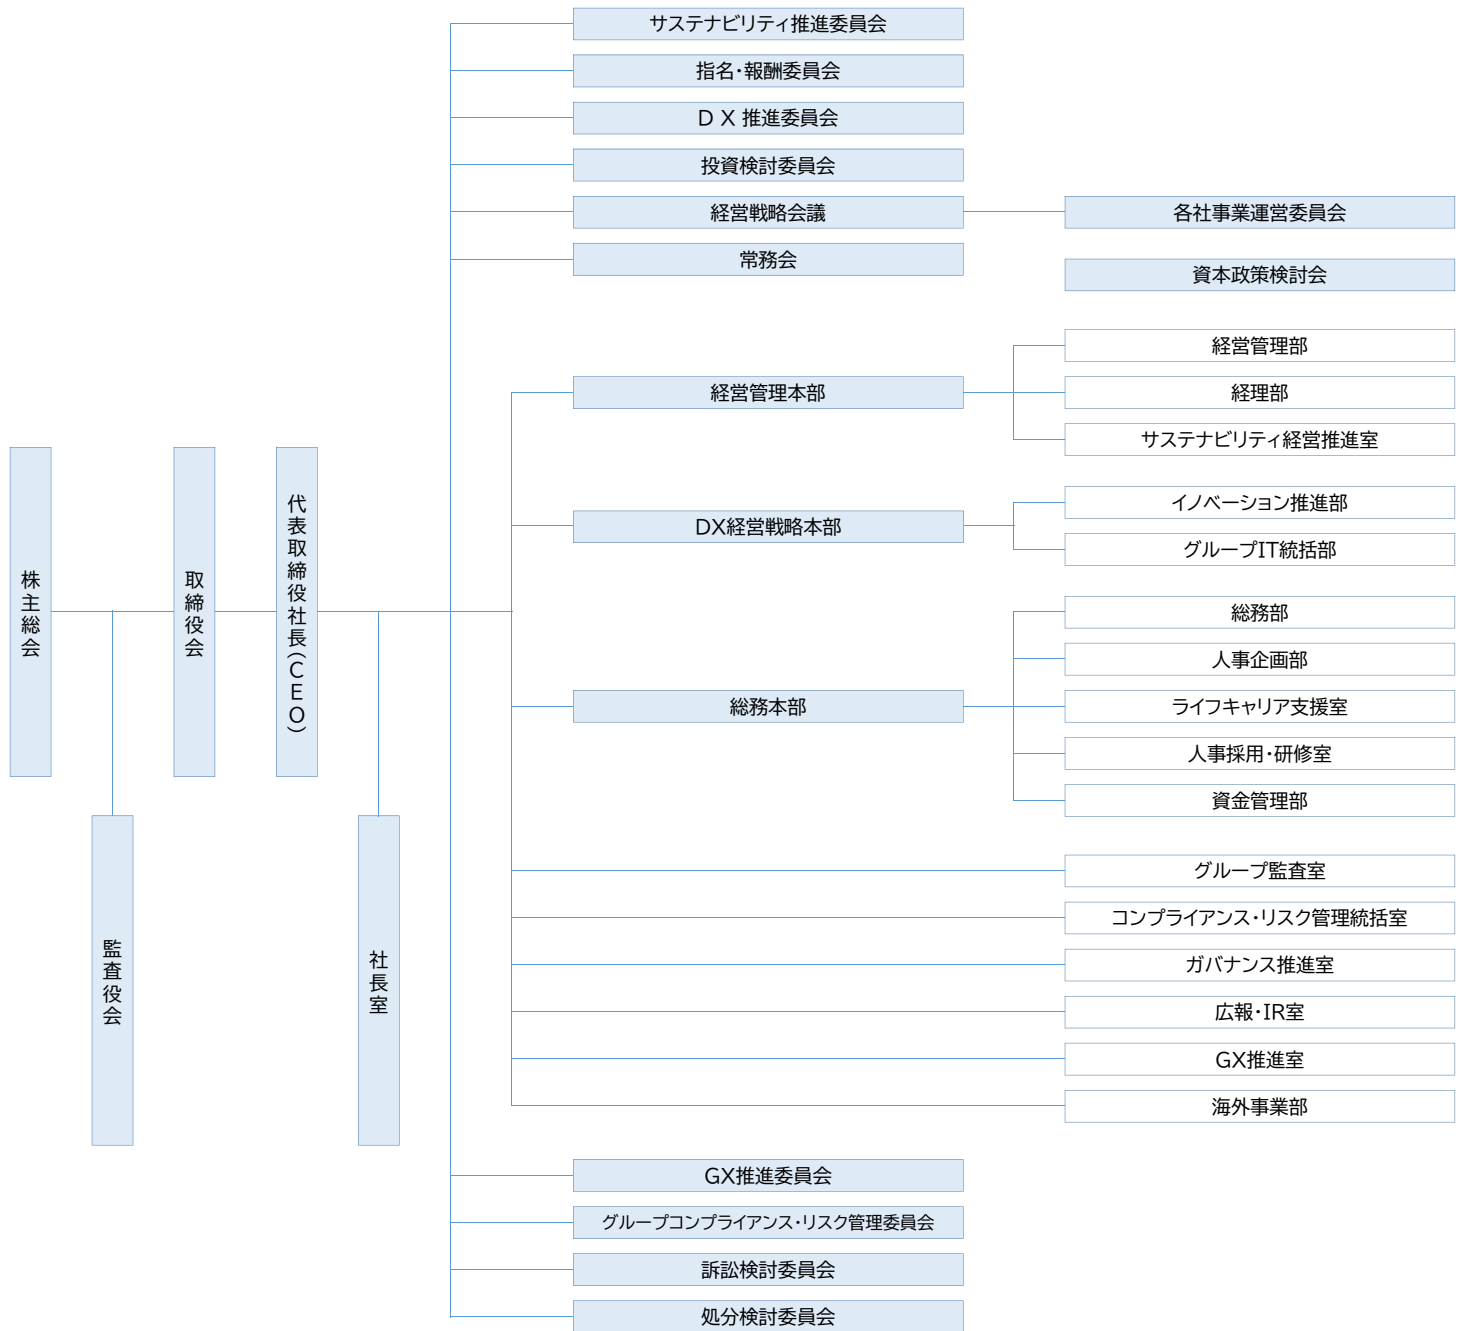 サステナビリティ推進委員会
指名・報酬委員会
ＤＸ推進委員会
投資検討委員会
経営戦略会議
各社事業運営委員会
常務会
資本政策検討会
経営管理部
経営管理本部
経理部
サステナビリティ経営推進室
イノベーション推進部
DX経営戦略本部
グループIT統括部
株主総会
取締役会
代表取締役社長(CEO)
総務部
人事企画部
総務本部
ライフキャリア支援室
人事採用・研修室
資金管理部
監査役会
社長室
グループ監査室
コンプライアンス・リスク管理統括室
ガバナンス推進室
広報・IR室
GX推進室
海外事業部
GX推進委員会
グループコンプライアンス・リスク管理委員会
訴訟検討委員会
処分検討委員会